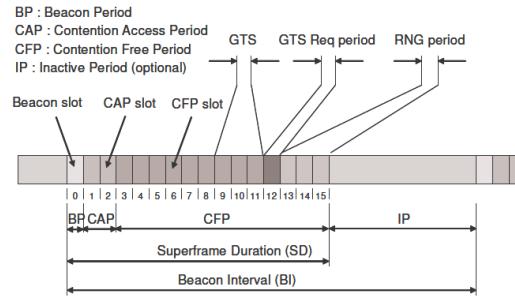 BP : Beacon Period
CAP : Contention Access Period
CFP : Contention Free Period
IP : Inactive Period (optional)
GTS
GTS Req period
RNG period
Beacon slot
CAP slot
CFP slot
0 1 2 3 4 5 6 7 8 9 10 11 12 13 14 15
BP
CAP
CFP
IP
Superframe Duration (SD)
Beacon Interval (BI)